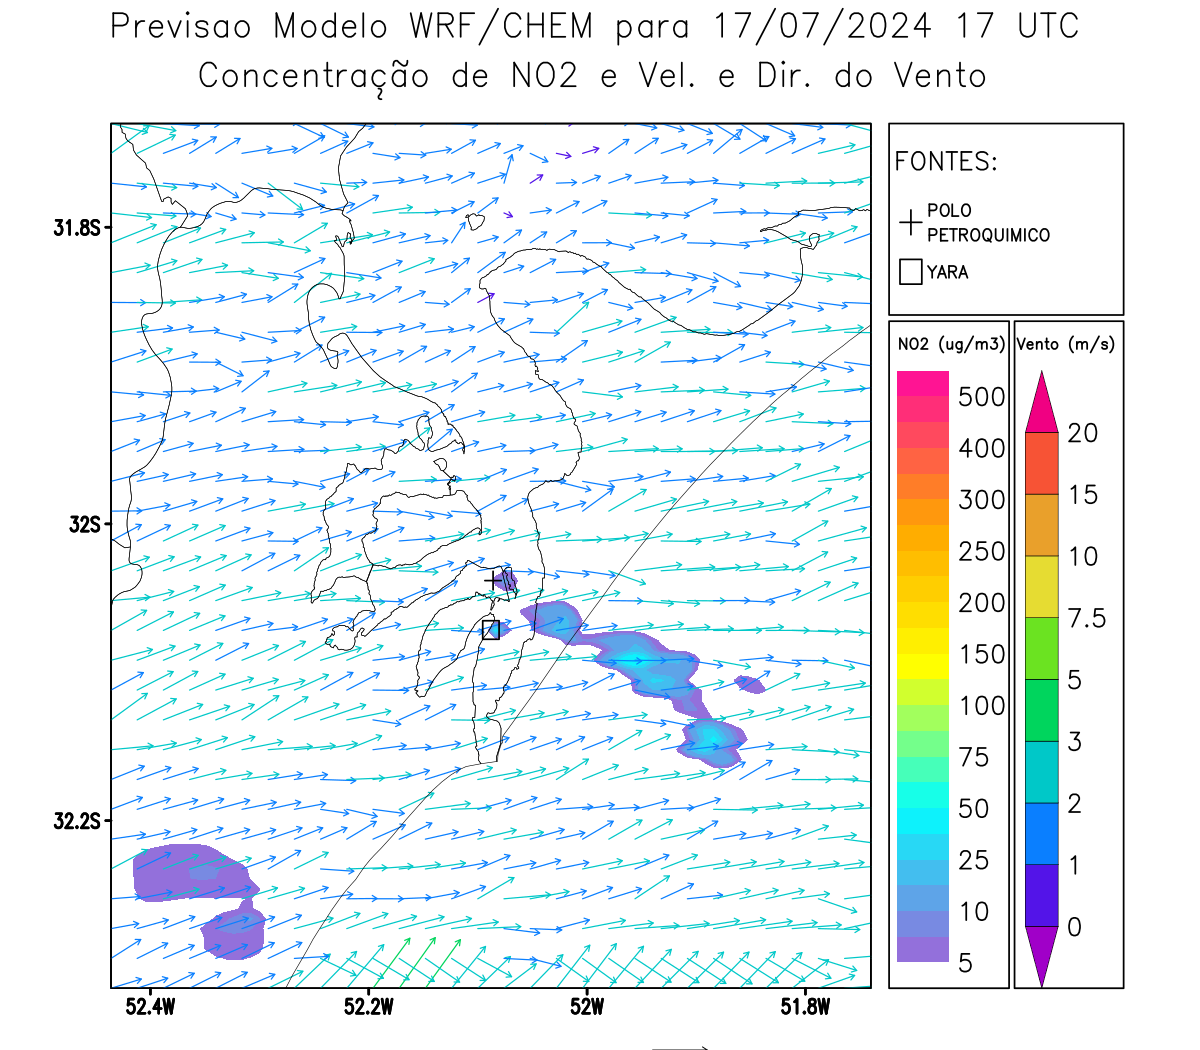 Previsao Modelo WRF/CHEM para 17/07/2024 17 UTC
Concentração de NO2 e Vel. e Dir. do Vento
FONTES:
POLO
PETROQUIMICO
YARA
NO2 (ug/m3)
500
400
300
250
200
150
100
75
50
25
10
5
Vento (m/s)
20
15
10
7.5
5
3
2
1
0
31.8S
32S
32.2S
52.4W
52.2W
52W
51.8W